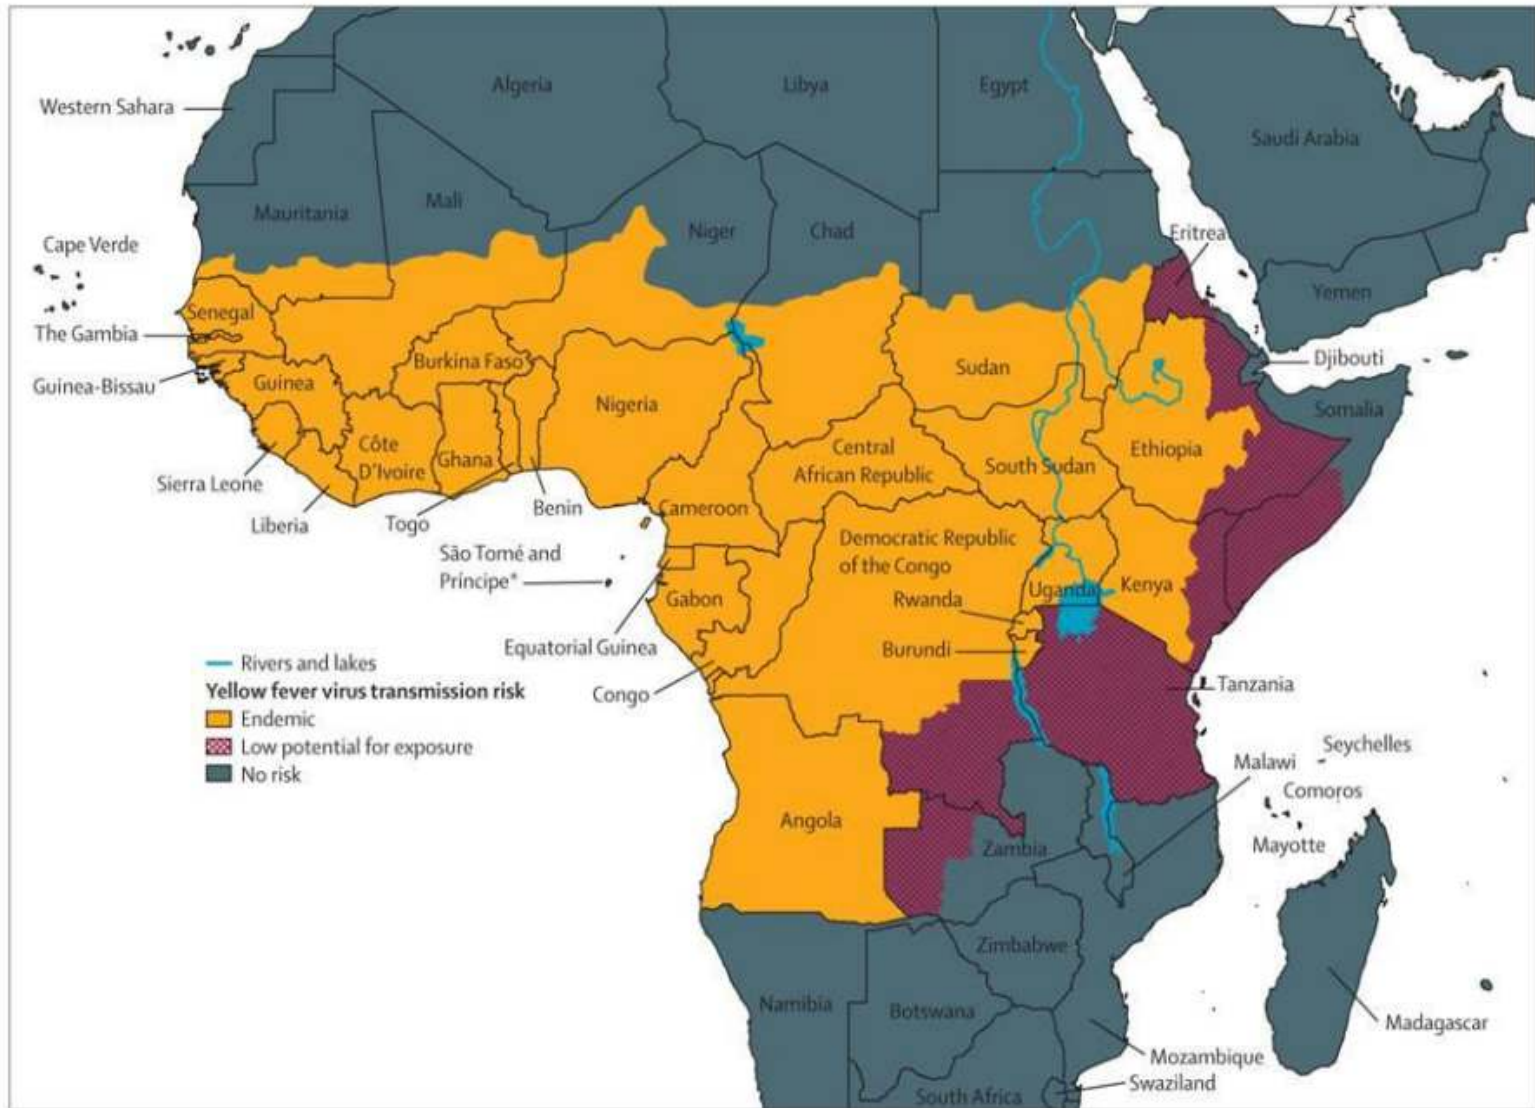 Algeria
Libya
Egypt
Western Sahara
Saudi Arabia
Mauritania
Mali
Niger
Chad
Eritrea
Cape Verde
Yemen
Senegal
The Gambia
Burkina Faso
Sudan
Djibouti
Guinea-Bissau
Guinea
Nigeria
Somalia
Côte
D'Ivoire
Ghana
Central
African Republic
South Sudan
Ethiopia
Sierra Leone
Liberia
Togo
Benin
Cameroon
São Tomé and
Príncipe*
Democratic Republic
of the Congo
Gabon
Rwanda
Uganda
Kenya
Equatorial Guinea
Burundi
Congo
Tanzania
Rivers and lakes
Yellow fever virus transmission risk
Endemic
Low potential for exposure
No risk
Seychelles
Malawi
Comoros
Angola
Zambia
Mayotte
Zimbabwe
Namibia
Botswana
Madagascar
Mozambique
Swaziland
South Africa